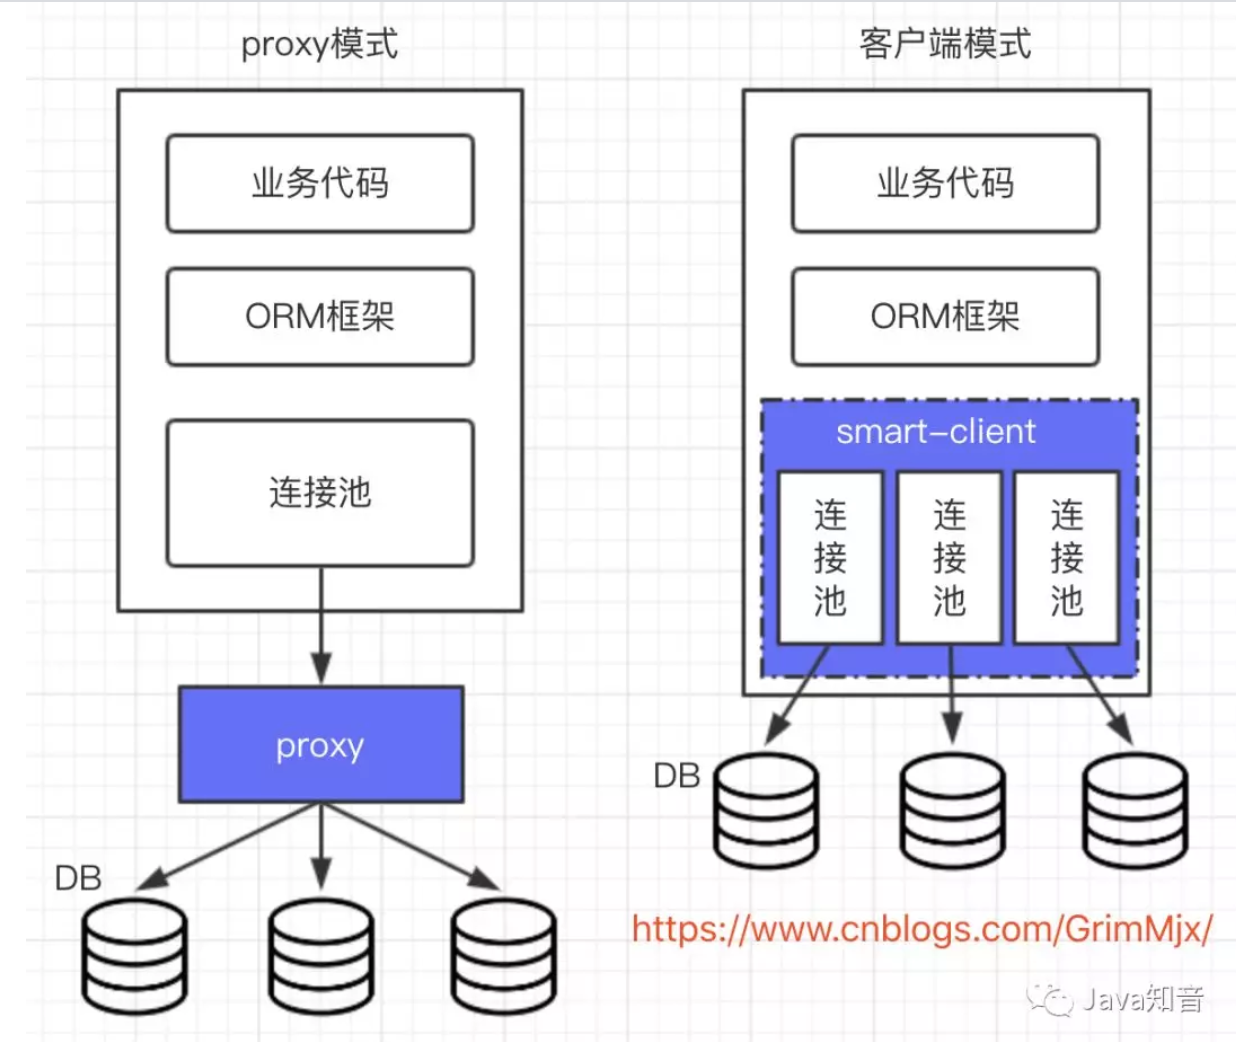 proxy模式
业务代码
ORM框架
连接池
proxy
DB
客户端模式
业务代码
ORM框架
smart-client
连接池
连接池
连接池
DB
https://www.cnblogs.com/GrimMjx/
Java知音